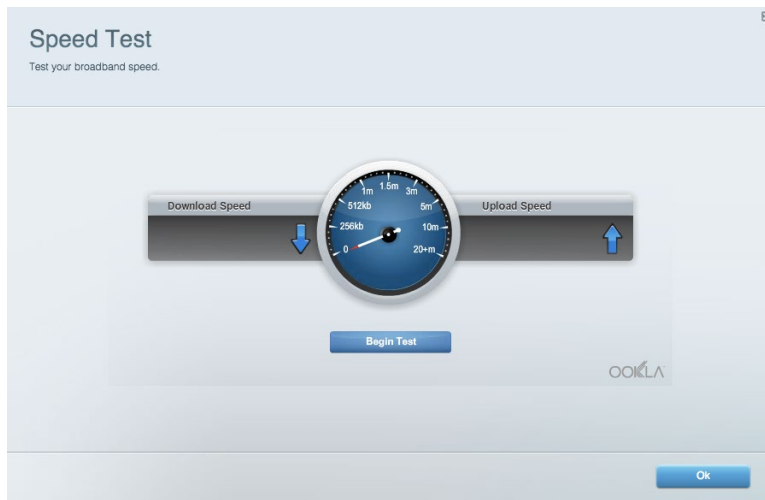 Speed Test
Test your broadband speed.
Download Speed
Upload Speed
0
256kb
512kb
1m
1.5m
3m
5m
10m
20+m
Begin Test
OOKLA
Ok